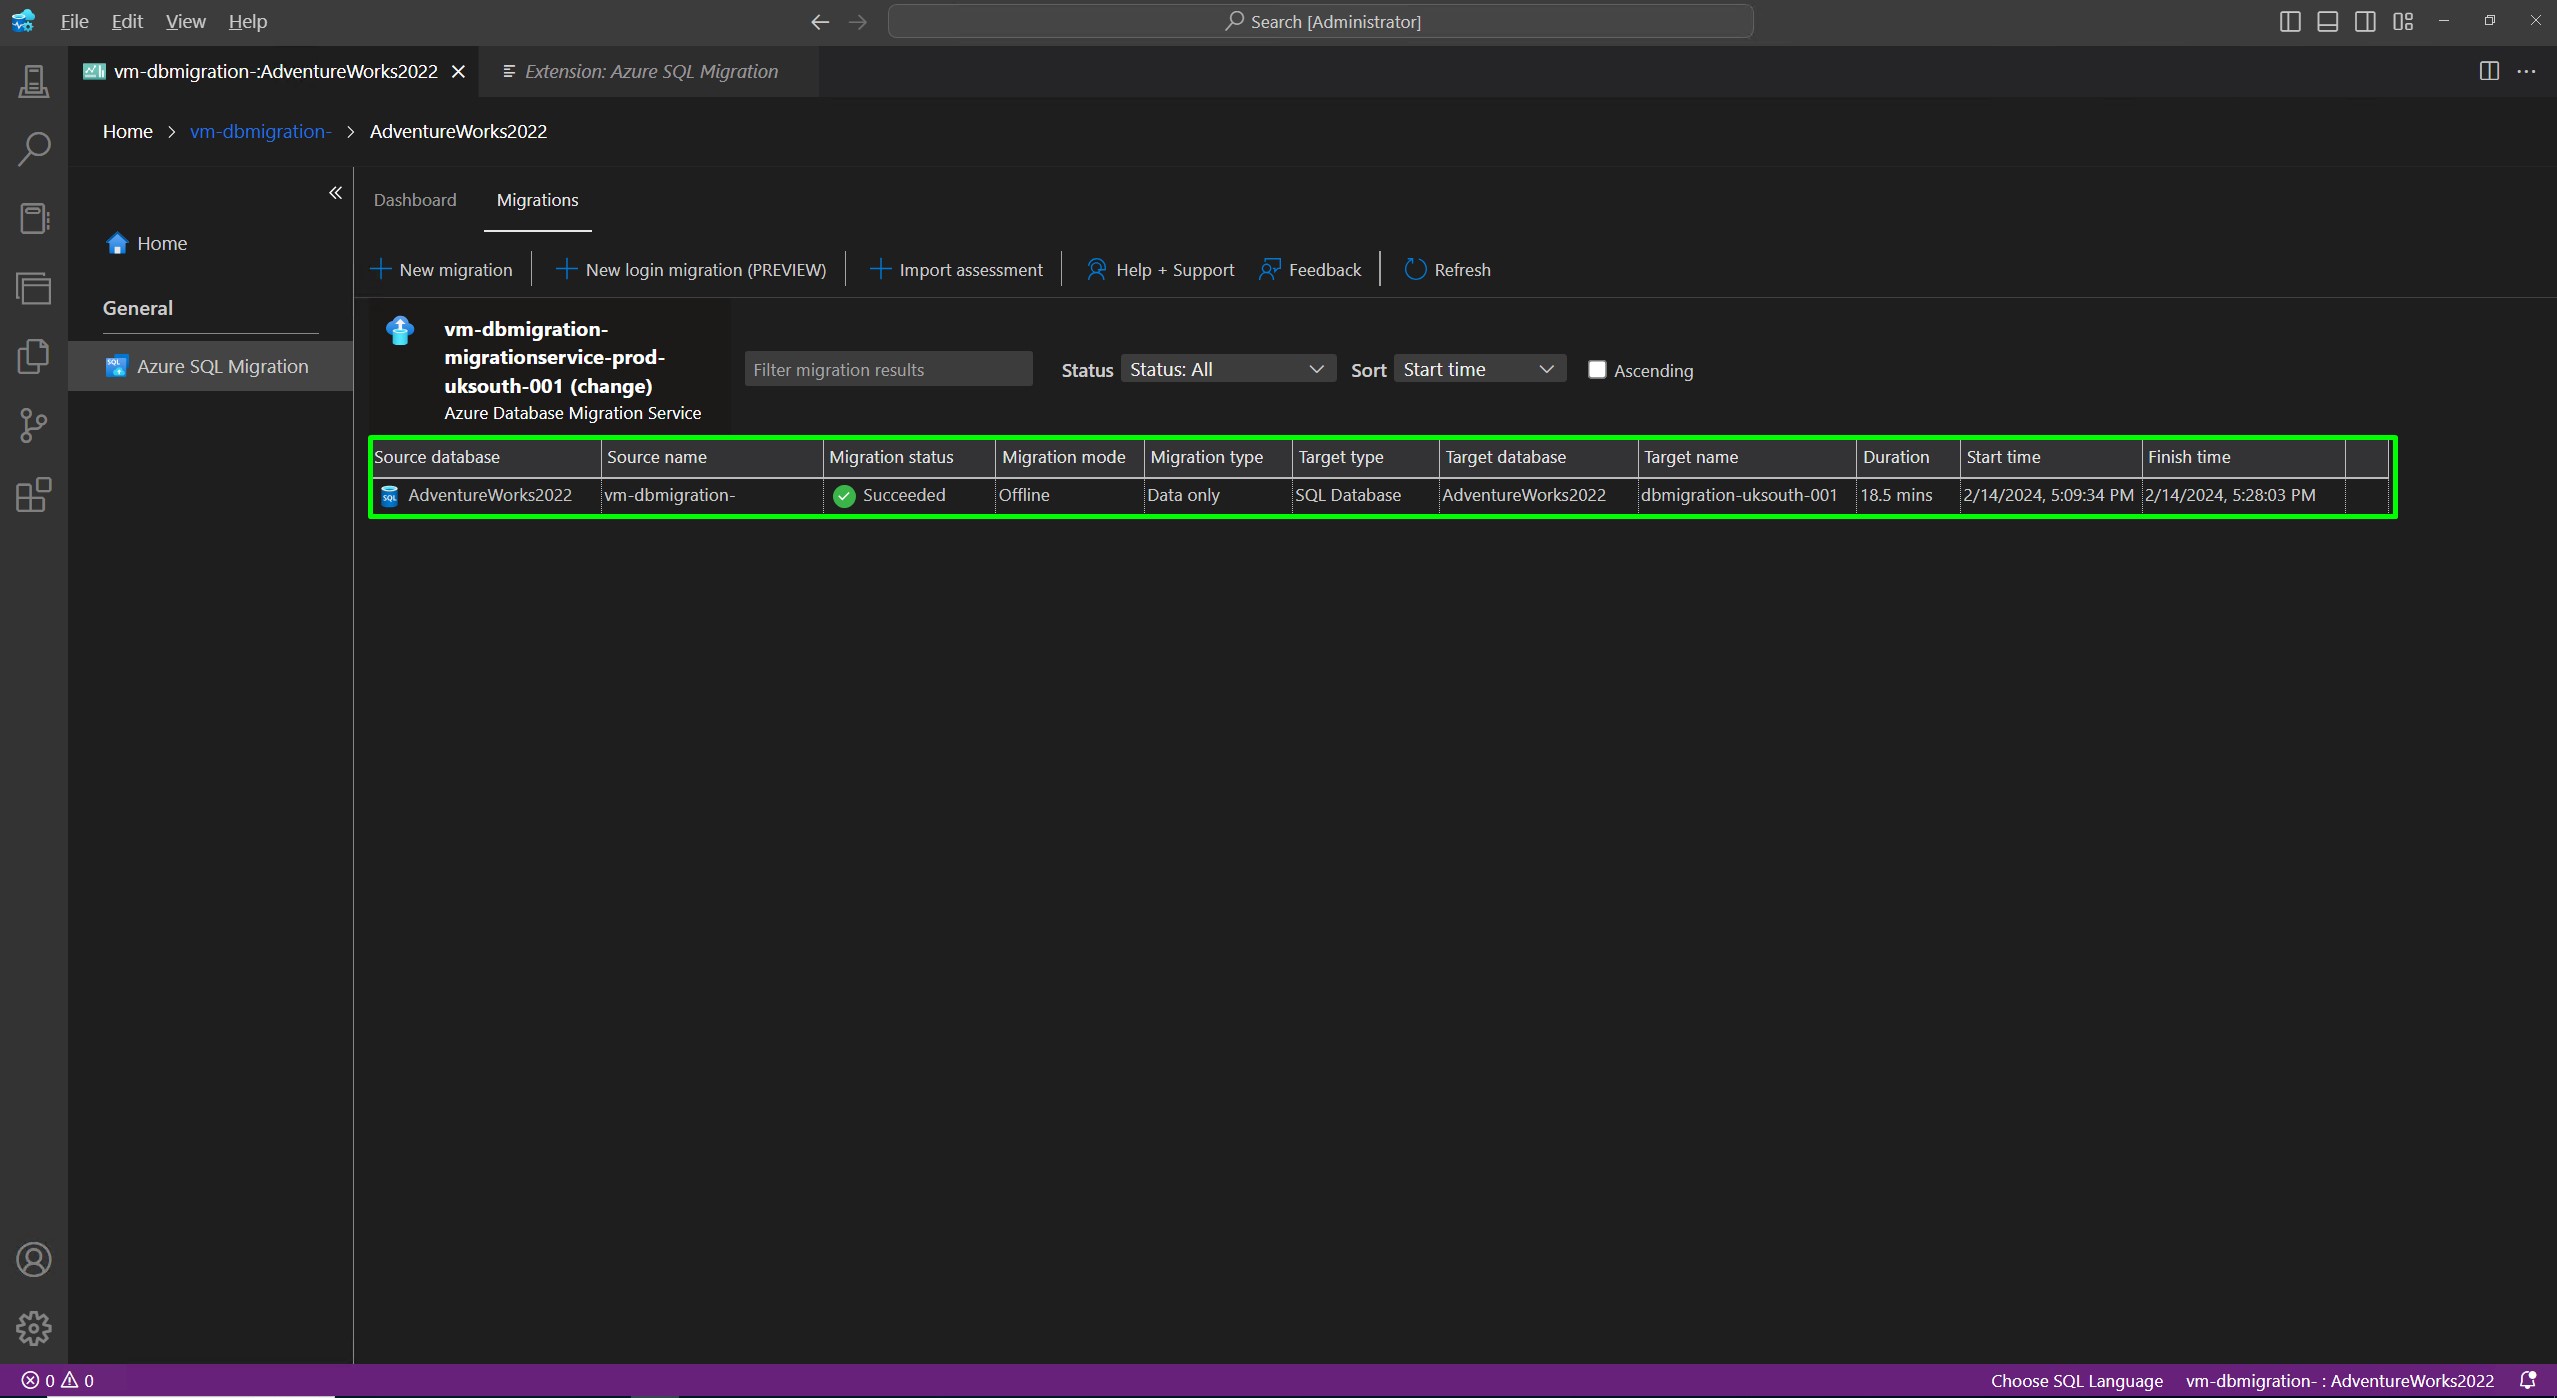 File Edit View Help
Search [Administrator]
vm-dbmigration-:AdventureWorks2022
Extension: Azure SQL Migration
Home > vm-dbmigration- > AdventureWorks2022
Home
General
Azure SQL Migration
Dashboard Migrations
New migration New login migration (PREVIEW) Import assessment Help + Support Feedback Refresh
vm-dbmigration-
migrationservice-prod-
uksouth-001 (change)
Azure Database Migration Service
Filter migration results Status Status: All Sort Start time Ascending
Source database Source name Migration status Migration mode Migration type Target type Target database Target name Duration Start time Finish time
SQL AdventureWorks2022 vm-dbmigration- Succeeded Offline Data only SQL Database AdventureWorks2022 dbmigration-uksouth-001 18.5 mins 2/14/2024, 5:09:34 PM 2/14/2024, 5:28:03 PM
0 0
Choose SQL Language vm-dbmigration- : AdventureWorks2022